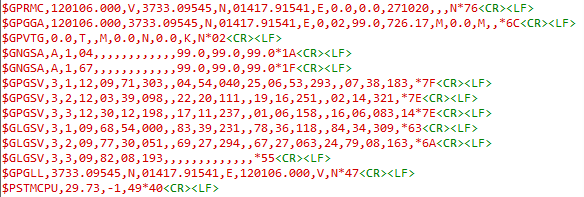 $GPRMC,120106.000,V,3733.09545,N,01417.91541,E,0.0,0.0,271020,,,N*76<CR><LF>
$GPGGA,120106.000,3733.09545,N,01417.91541,E,0,02,99.0,726.17,M,0.0,M,,*6C<CR><LF>
$GPVTG,0.0,T,,M,0.0,N,0.0,K,N*02<CR><LF>
$GNGSA,A,1,04,,,,,,,,,,,,99.0,99.0,99.0*1A<CR><LF>
$GNGSA,A,1,67,,,,,,,,,,,,99.0,99.0,99.0*1F<CR><LF>
$GPGSV,3,1,12,09,71,303,,04,54,040,25,06,53,293,,07,38,183,*7F<CR><LF>
$GPGSV,3,2,12,03,39,098,,22,20,111,,19,16,251,,02,14,321,*7E<CR><LF>
$GPGSV,3,3,12,30,12,198,,17,11,237,,01,06,158,,16,06,083,14*7E<CR><LF>
$GLGSV,3,1,09,68,54,000,,83,39,231,,78,36,118,,84,34,309,*63<CR><LF>
$GLGSV,3,2,09,77,30,051,,69,27,294,,67,27,063,24,79,08,163,*6A<CR><LF>
$GLGSV,3,3,09,82,08,193,,,,,,,,,,,,,*55<CR><LF>
$GPGLL,3733.09545,N,01417.91541,E,120106.000,V,N*47<CR><LF>
$PSTMCPU,29.73,-1,49*40<CR><LF>